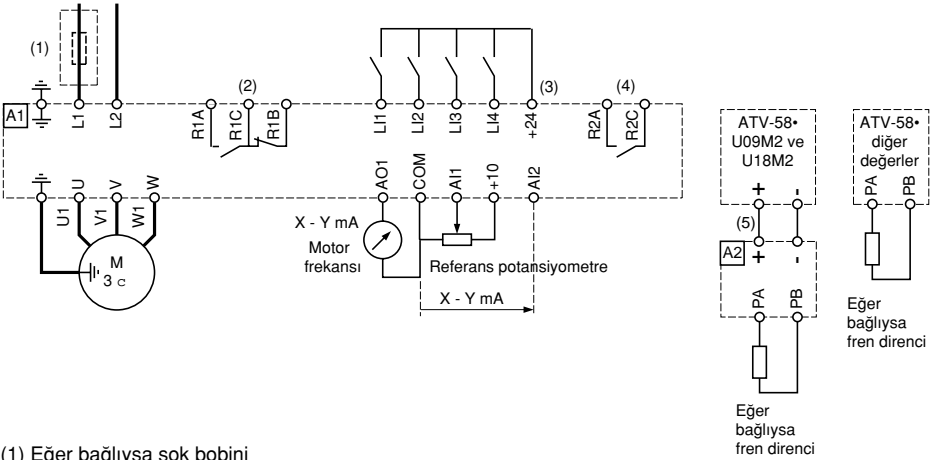 (1)
(2)
(3)
(4)
A1
L1
L2
R1A
R1C
R1B
LI1
LI2
LI3
LI4
+24
R2A
R2C
U
V
W
AO1
COM
AI1
+10
AI2
U1
V1
W1
M
3
X - Y mA
Motor
frekansı
Referans potansiyometre
X - Y mA
ATV-58•
U09M2 ve
U18M2
+ -
(5)
A2
+ -
PA
PB
Eğer
bağlıysa
fren direnci
ATV-58•
diğer
değerler
PA
PB
Eğer
bağlıysa
fren direnci
(1) Eğer bağlıysa şok bobini